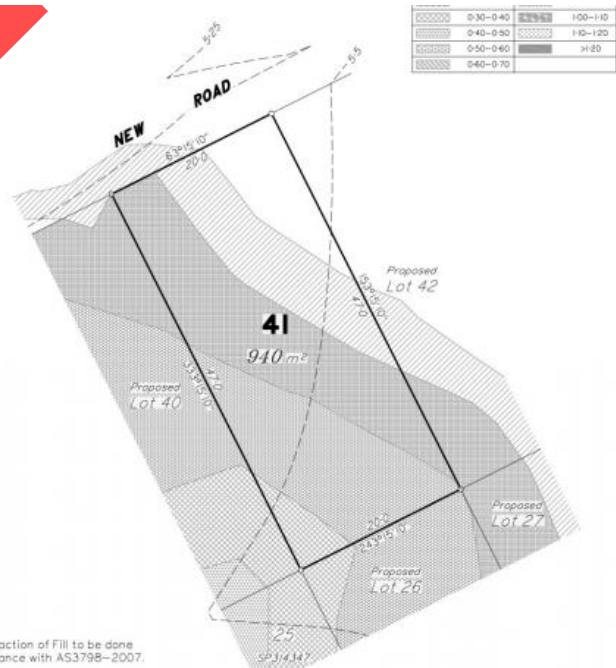 0·30-0·40 1·00-1·10
0·40-0·50 1·10-1·20
0·50-0·60 >1·20
0·60-0·70
5·25
5·5
NEW ROAD
63°15'10"
20·0
Proposed
Lot 42
153°15'10"
47·0
41
940 m²
Proposed
Lot 40
47·0
333°15'10"
20·0
243°15'10"
Proposed
Lot 27
Proposed
Lot 26
25
SP314347
action of Fill to be done
ance with AS3798-2007.